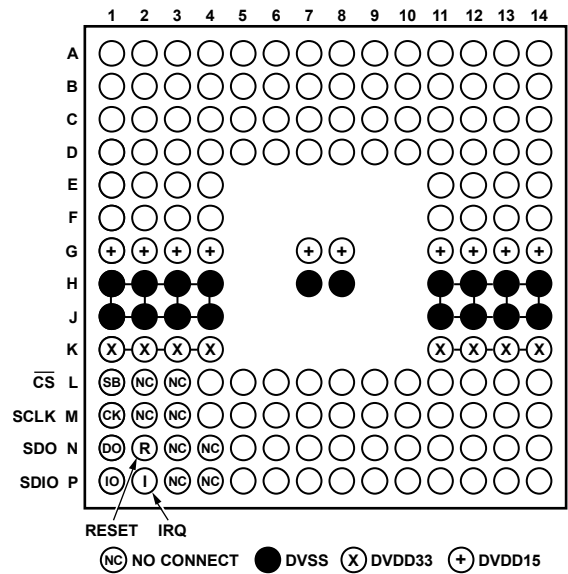 1 2 3 4 5 6 7 8 9 10 11 12 13 14
A
B
C
D
E
F
G + + + + + + + + + +
H
J
K X X X X X X X X
CS L SB NC NC
SCLK M CK NC NC
SDO N DO R NC NC
SDIO P IO I NC NC
RESET IRQ
NC NO CONNECT DVSS X DVDD33 + DVDD15